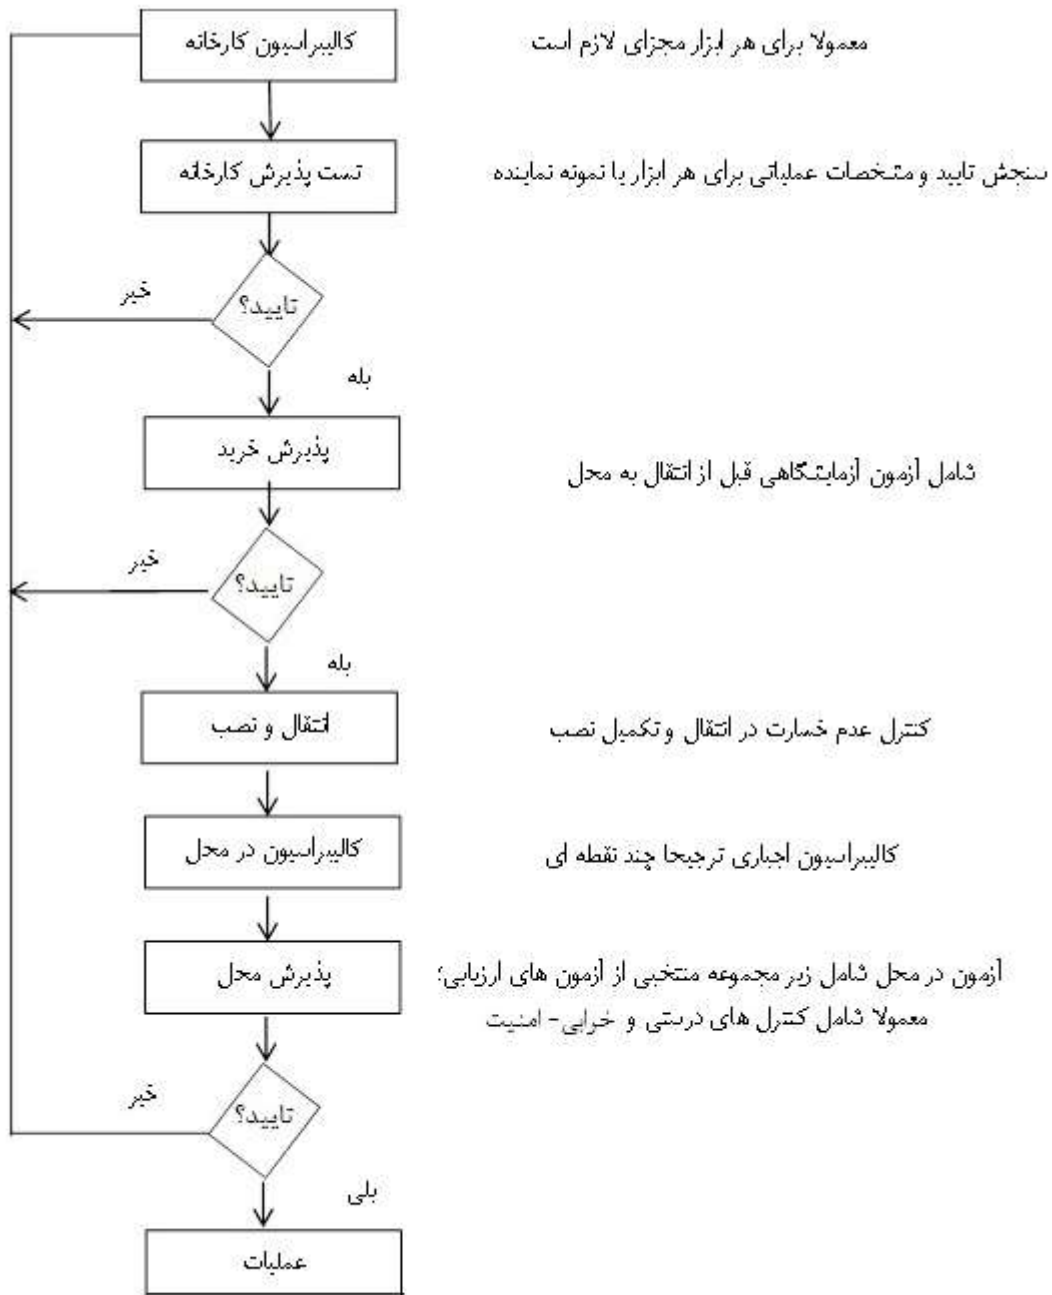 کالیبراسیون کارخانه
معمولا برای هر ابزار مجزای لازم است
تست پذیرش کارخانه
سنجش تایید و مشخصات عملیاتی برای هر ابزار یا نمونه نماینده
تایید؟
خیر
بله
پذیرش خرید
شامل آزمون آزمایشگاهی قبل از انتقال به محل
تایید؟
خیر
بله
انتقال و نصب
کنترل عدم خسارت در انتقال و تکمیل نصب
کالیبراسیون در محل
کالیبراسیون اجباری ترجیحا چند نقطه ای
پذیرش محل
آزمون در محل شامل زیر مجموعه منتخبی از آزمون های ارزیابی؛
معمولا شامل کنترل های درستی و خرابی- امنیت
تایید؟
خیر
بلی
عملیات